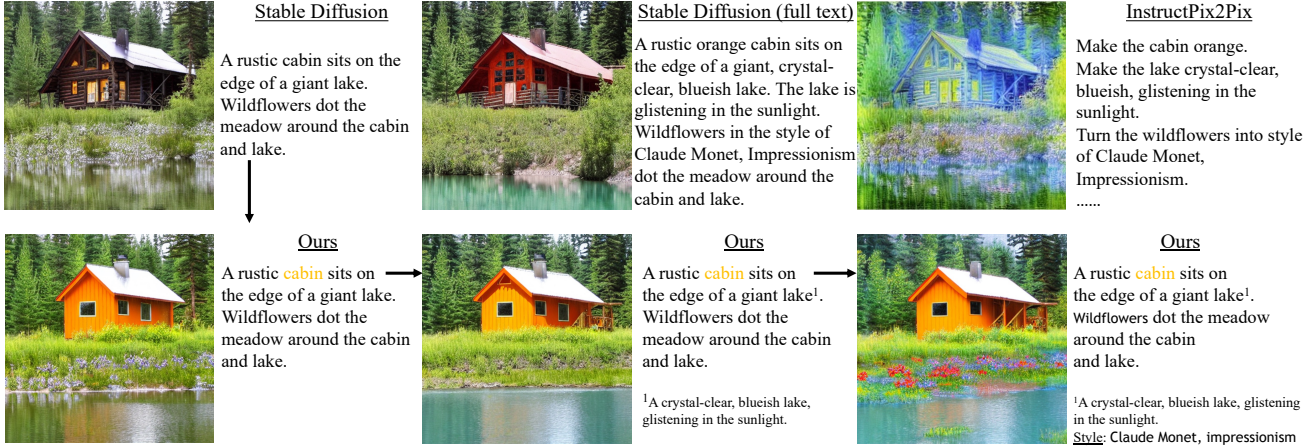 Stable Diffusion
A rustic cabin sits on the
edge of a giant lake.
Wildflowers dot the
meadow around the cabin
and lake.
Stable Diffusion (full text)
A rustic orange cabin sits on
the edge of a giant, crystal-
clear, blueish lake. The lake is
glistening in the sunlight.
Wildflowers in the style of
Claude Monet, Impressionism
dot the meadow around the
cabin and lake.
InstructPix2Pix
Make the cabin orange.
Make the lake crystal-clear,
blueish, glistening in the
sunlight.
Turn the wildflowers into style
of Claude Monet,
Impressionism.
......
Ours
A rustic cabin sits on
the edge of a giant lake.
Wildflowers dot the
meadow around the cabin
and lake.
Ours
A rustic cabin sits on
the edge of a giant lake¹.
Wildflowers dot the
meadow around the cabin
and lake.
¹A crystal-clear, blueish lake,
glistening in the sunlight.
Ours
A rustic cabin sits on
the edge of a giant lake¹.
Wildflowers dot the meadow
around the cabin
and lake.
¹A crystal-clear, blueish lake, glistening
in the sunlight.
Style: Claude Monet, impressionism